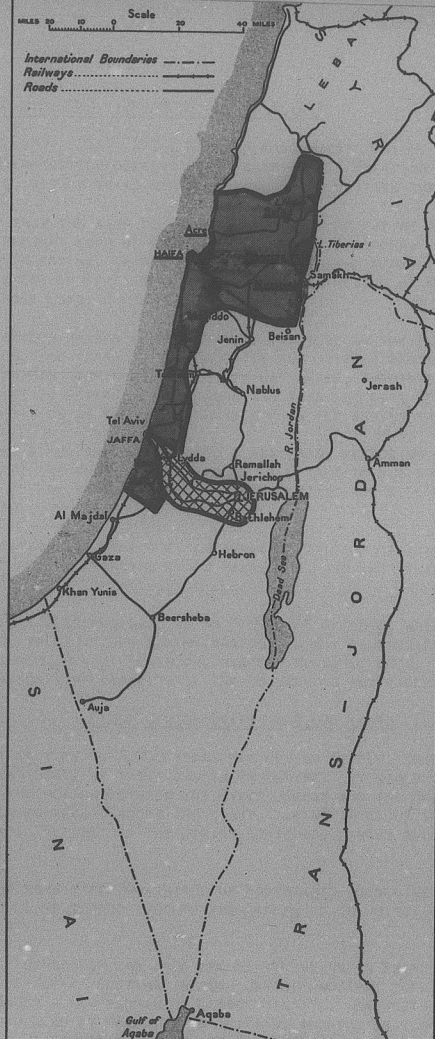 Scale
MILES 20 10 0 20 40 MILES
International Boundaries
Railways
Roads
LEBA
SYRIA
Acre
HAIFA
L. Tiberias
Samakh
Beisan
Jenin
Nablus
Jerash
R. Jordan
Tel Aviv
JAFFA
Lydda
Ramallah
Jericho
Amman
JERUSALEM
Bethlehem
Al Majdal
Hebron
Gaza
Dead Sea
Khan Yunis
Beersheba
Auja
SINAI
TRANS-JORDAN
Aqaba
Gulf of
Aqaba